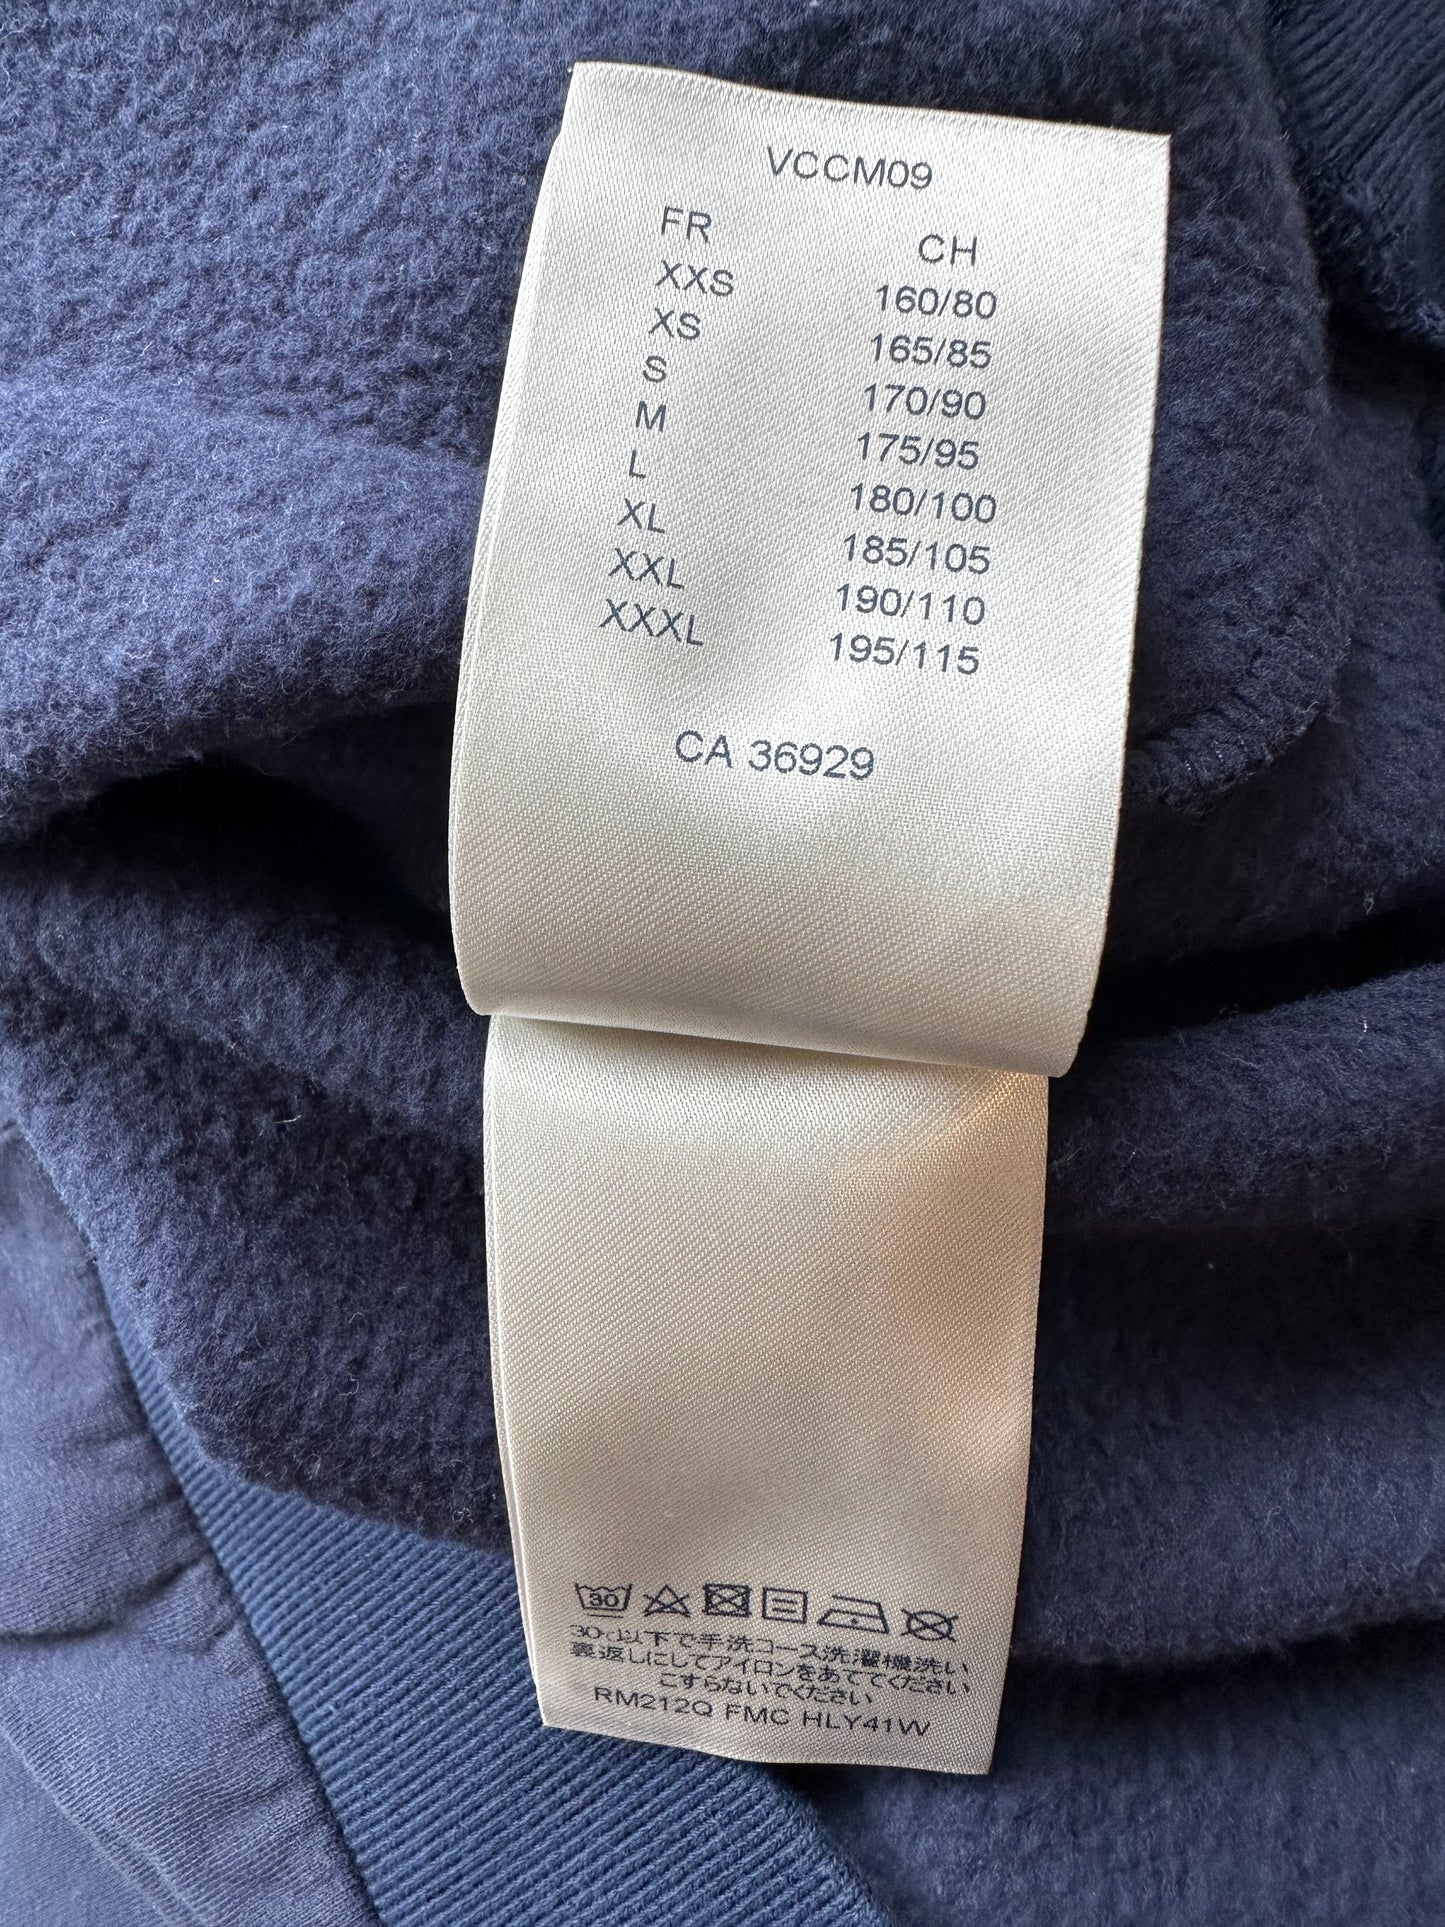 VCCM09
FR CH
XXS 160/80
XS 165/85
S 170/90
M 175/95
L 180/100
XL 185/105
XXL 190/110
XXXL 195/115
CA 36929
30
30℃以下で手洗コース洗濯機洗い
裏返しにしてアイロンをあててください
こすらないでください
RM212Q FMC HLY41W